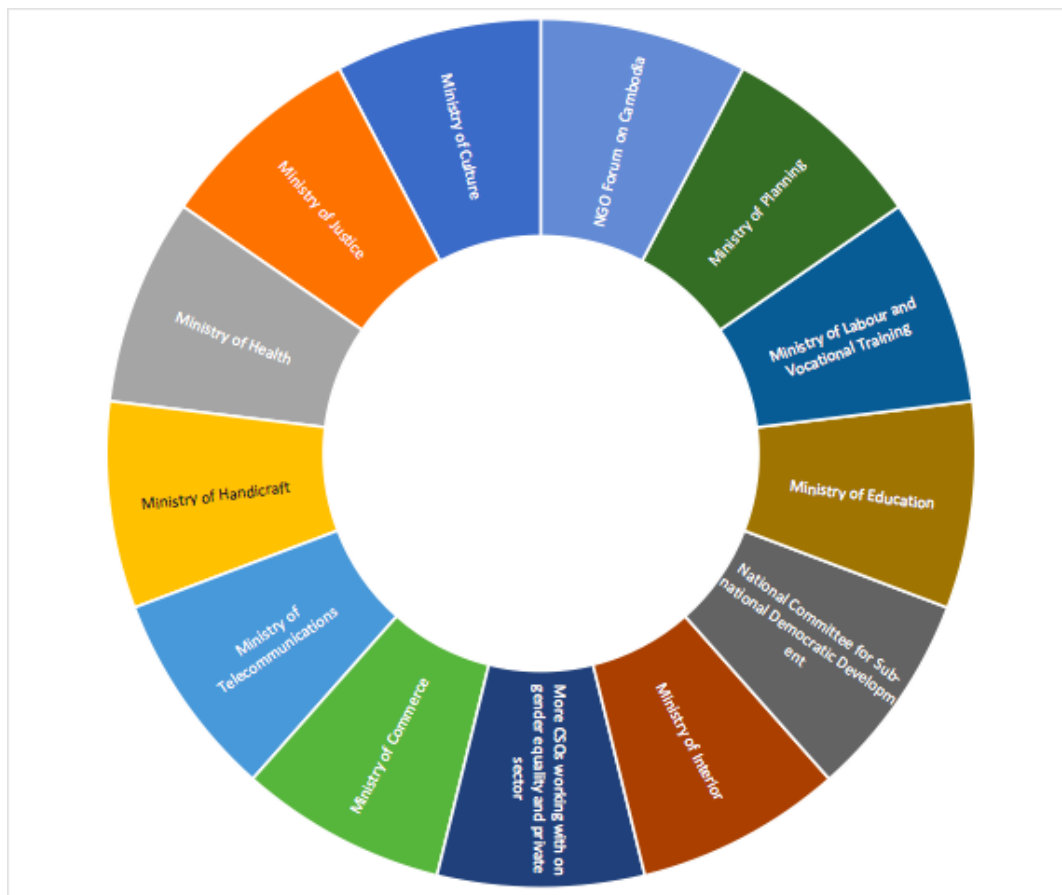 NGO Forum on Cambodia
Ministry of Planning
Ministry of Labour and
Vocational Training
Ministry of Education
National Committee for Sub-
national Democratic Developm
ent
Ministry of Interior
More CSOs working with on
gender equality and private
sector
Ministry of Commerce
Ministry of
Telecommunications
Ministry of Handicraft
Ministry of Health
Ministry of Justice
Ministry of Culture